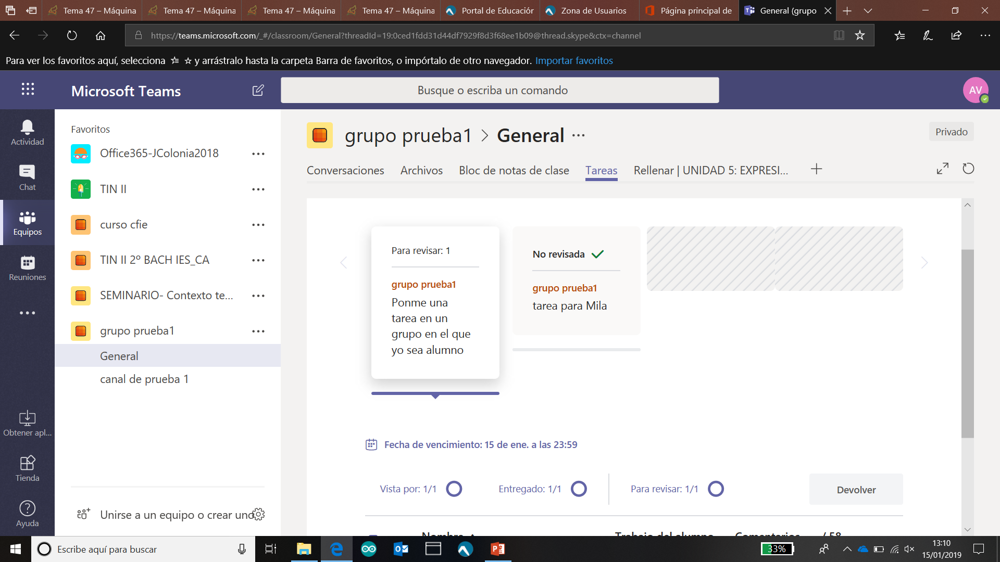 Tema 47 – Máquina
Tema 47 – Máquina
Tema 47 – Máquina
Tema 47 – Máquina
Portal de Educaciór
Zona de Usuarios
Página principal de
General (grupo
https://teams.microsoft.com/_#/classroom/General?threadId=19:0ced1fdd31d44df7929f8d3f68ee1b09@thread.skype&ctx=channel
Para ver los favoritos aquí, selecciona y arrástralo hasta la carpeta Barra de favoritos, o impórtalo de otro navegador. Importar favoritos
Microsoft Teams
Busque o escriba un comando
AV
Actividad
Chat
Equipos
Reuniones
Obtener apl...
Tienda
Ayuda
Favoritos
Office365-JColonia2018
TIN II
curso cfie
TIN II 2º BACH IES_CA
SEMINARIO- Contexto te...
grupo prueba1
General
canal de prueba 1
Unirse a un equipo o crear uno
grupo prueba1 > General ...
Privado
Conversaciones
Archivos
Bloc de notas de clase
Tareas
Rellenar | UNIDAD 5: EXPRESI...
Para revisar: 1
grupo prueba1
Ponme una
tarea en un
grupo en el que
yo sea alumno
No revisada
grupo prueba1
tarea para Mila
Fecha de vencimiento: 15 de ene. a las 23:59
Vista por: 1/1
Entregado: 1/1
Para revisar: 1/1
Devolver
Nombre
Trabajo del alumno
Comentarios
/ 58
Escribe aquí para buscar
33%
13:10
15/01/2019